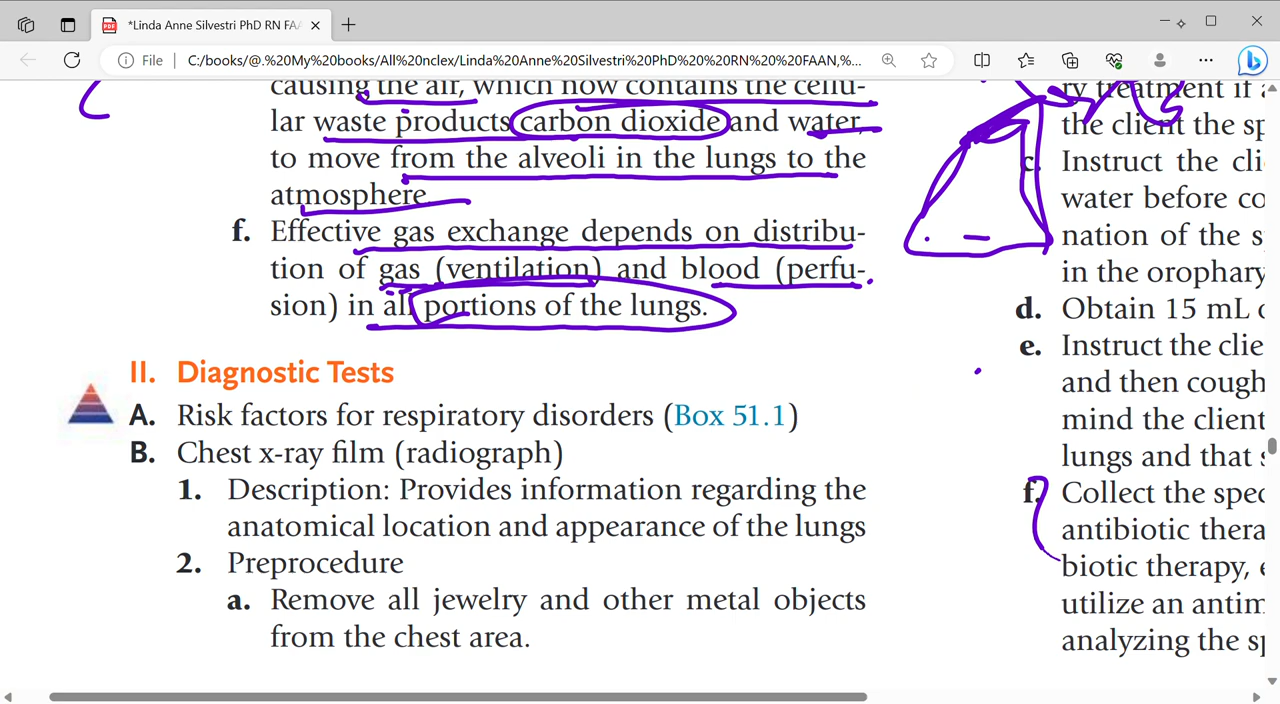 *Linda Anne Silvestri PhD RN FAA
File
C:/books/@.%20My%20books/All%20nclex/Linda%20Anne%20Silvestri%20PhD%20%20RN%20%20FAAN,%...
causing the air, which now contains the cellu-
lar waste products carbon dioxide and water,
to move from the alveoli in the lungs to the
atmosphere.
f. Effective gas exchange depends on distribu-
tion of gas (ventilation) and blood (perfu-
sion) in all portions of the lungs.
II. Diagnostic Tests
A. Risk factors for respiratory disorders (Box 51.1)
B. Chest x-ray film (radiograph)
1. Description: Provides information regarding the
anatomical location and appearance of the lungs
2. Preprocedure
a. Remove all jewelry and other metal objects
from the chest area.
ry treatment if a
the client the sp
c. Instruct the cli
water before co
nation of the s
in the orophary
d. Obtain 15 mL
e. Instruct the clie
and then cough
mind the client
lungs and that s
f. Collect the spec
antibiotic thera
biotic therapy, e
utilize an antim
analyzing the sp